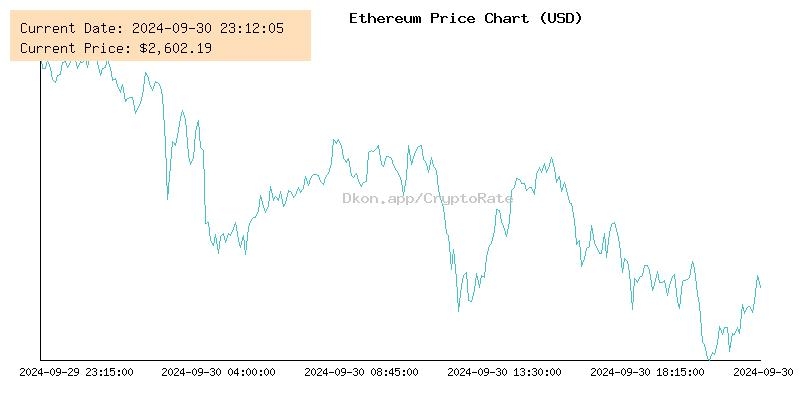 Ethereum Price Chart (USD)
Current Date: 2024-09-30 23:12:05
Current Price: $2,602.19
Dkon.app/CryptoRate
2024-09-29 23:15:00 2024-09-30 04:00:00 2024-09-30 08:45:00 2024-09-30 13:30:00 2024-09-30 18:15:00 2024-09-30